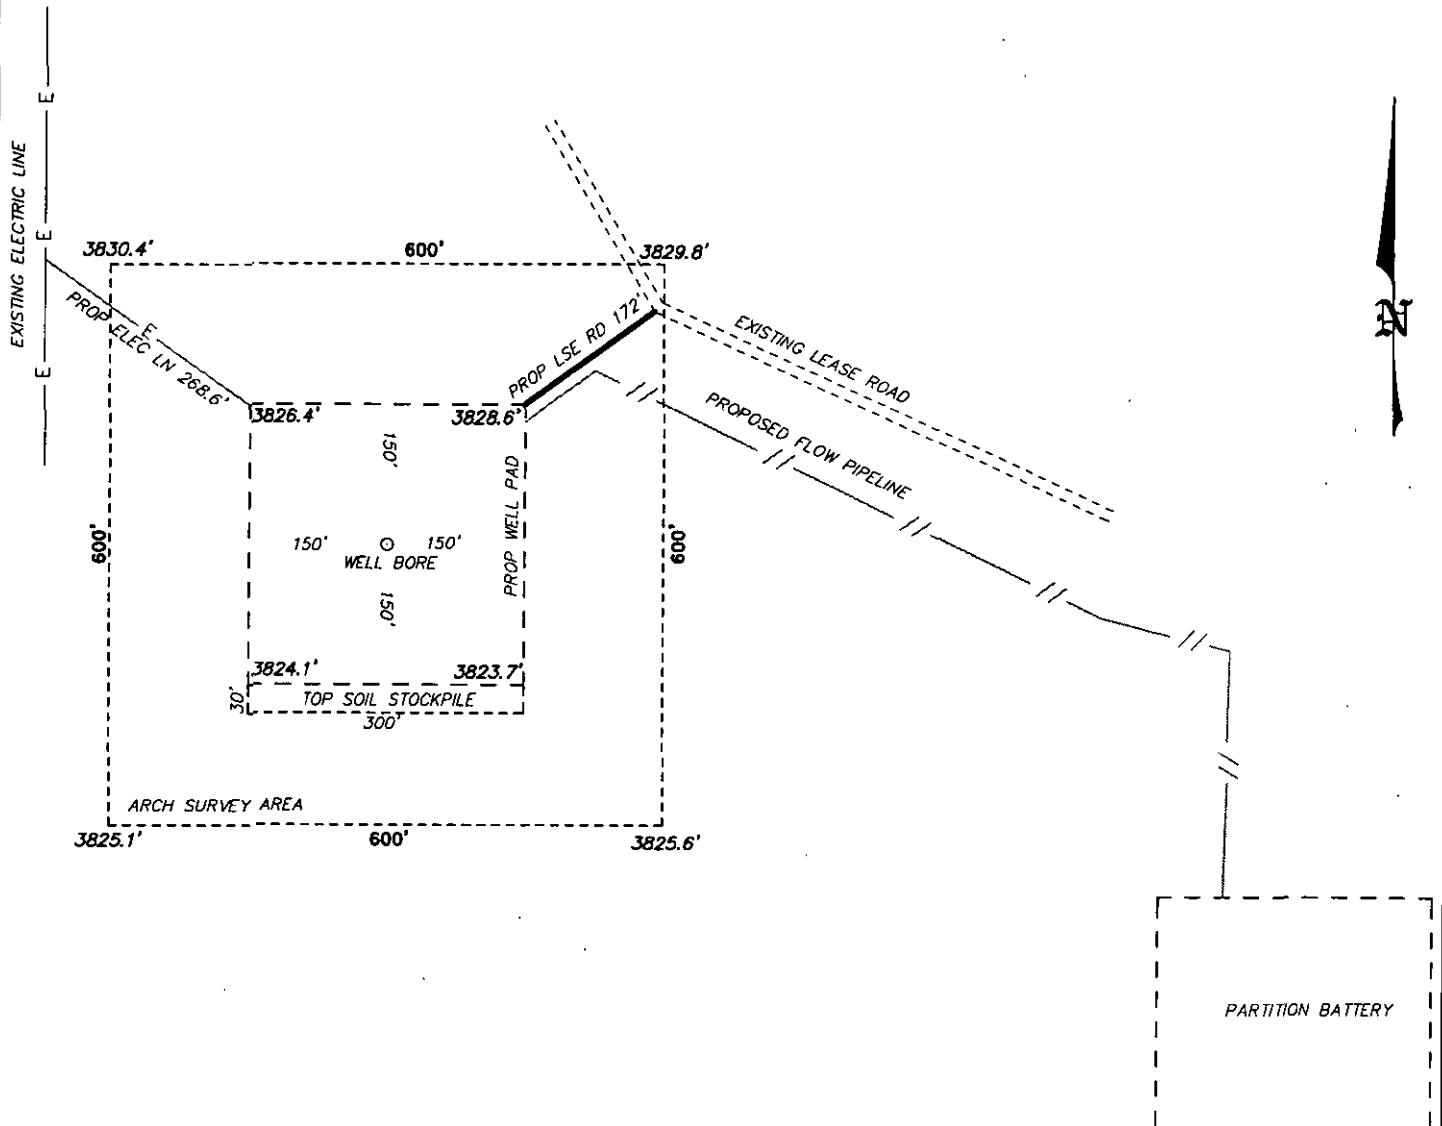 E
EXISTING ELECTRIC LINE
E
E
3830.4'
600'
3829.8'
PROP ELEC LN 268.6'
E
PROP LSE RD 172'
EXISTING LEASE ROAD
PROPOSED FLOW PIPELINE
N
3826.4'
3828.6'
150'
PROP WELL PAD
600'
150'
150'
WELL BORE
600'
150'
3824.1'
3823.7'
30'
TOP SOIL STOCKPILE
300'
ARCH SURVEY AREA
3825.1'
600'
3825.6'
PARTITION BATTERY